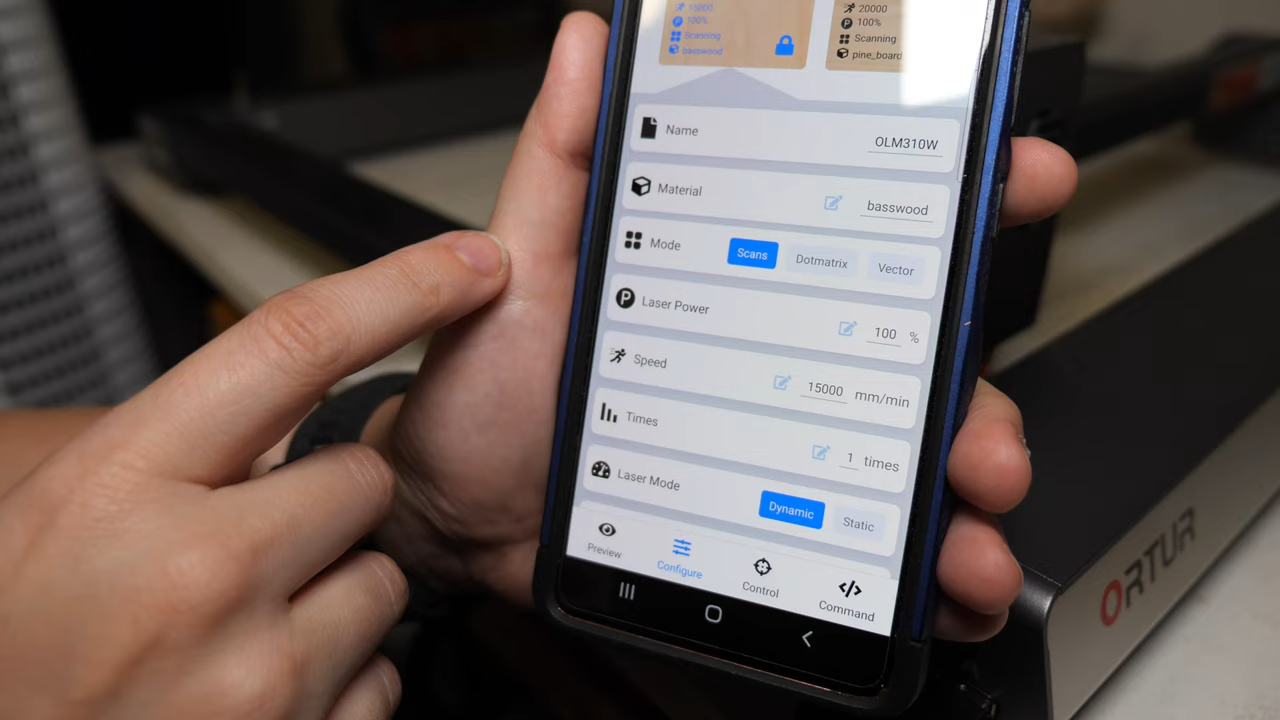 15000
100%
Scanning
basswood
20000
100%
Scanning
pine_board
Name
OLM310W
Material
basswood
Mode
Scans
Dotmatrix
Vector
Laser Power
100 %
Speed
15000 mm/min
Times
1 times
Laser Mode
Dynamic
Static
Preview
Configure
Control
Command
ORTUR